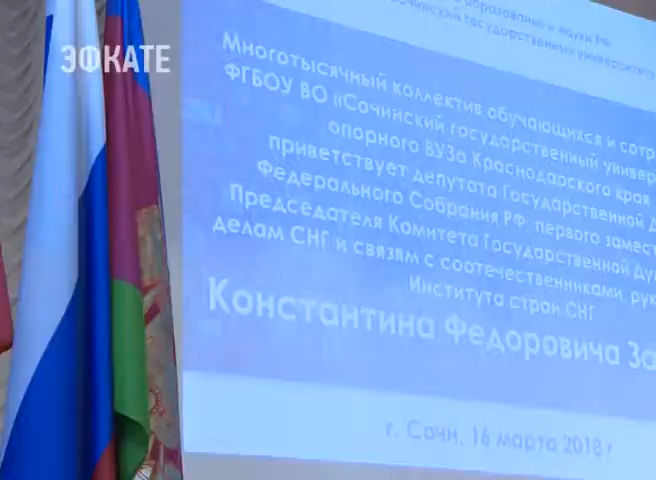 ЭФКАТЕ
образования и науки РФ
Сочинский государственный университет
Многотысячный коллектив обучающихся и сотр
ФГБОУ ВО «Сочинский государственный универ
опорного ВУЗа Краснодарского края
приветствует депутата Государственной Д
Федерального Собрания РФ, первого замест
Председателя Комитета Государственной Ду
делам СНГ и связям с соотечественниками, рук
Института стран СНГ
Константина Федоровича За
г. Сочи, 16 марта 2018 г